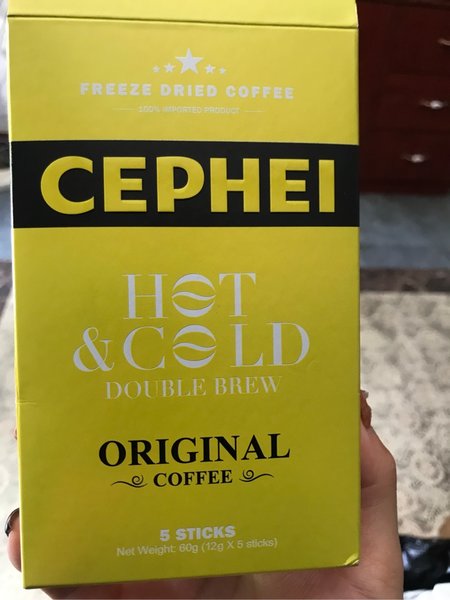 FREEZE DRIED COFFEE
100% IMPORTED PRODUCT
CEPHEI
HOT
&COLD
DOUBLE BREW
ORIGINAL
COFFEE
5 STICKS
Net Weight: 60g (12g X 5 sticks)